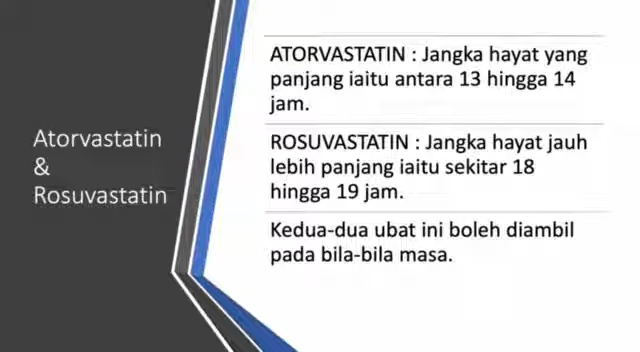 Atorvastatin
&
Rosuvastatin
ATORVASTATIN : Jangka hayat yang
panjang iaitu antara 13 hingga 14
jam.
ROSUVASTATIN : Jangka hayat jauh
lebih panjang iaitu sekitar 18
hingga 19 jam.
Kedua-dua ubat ini boleh diambil
pada bila-bila masa.